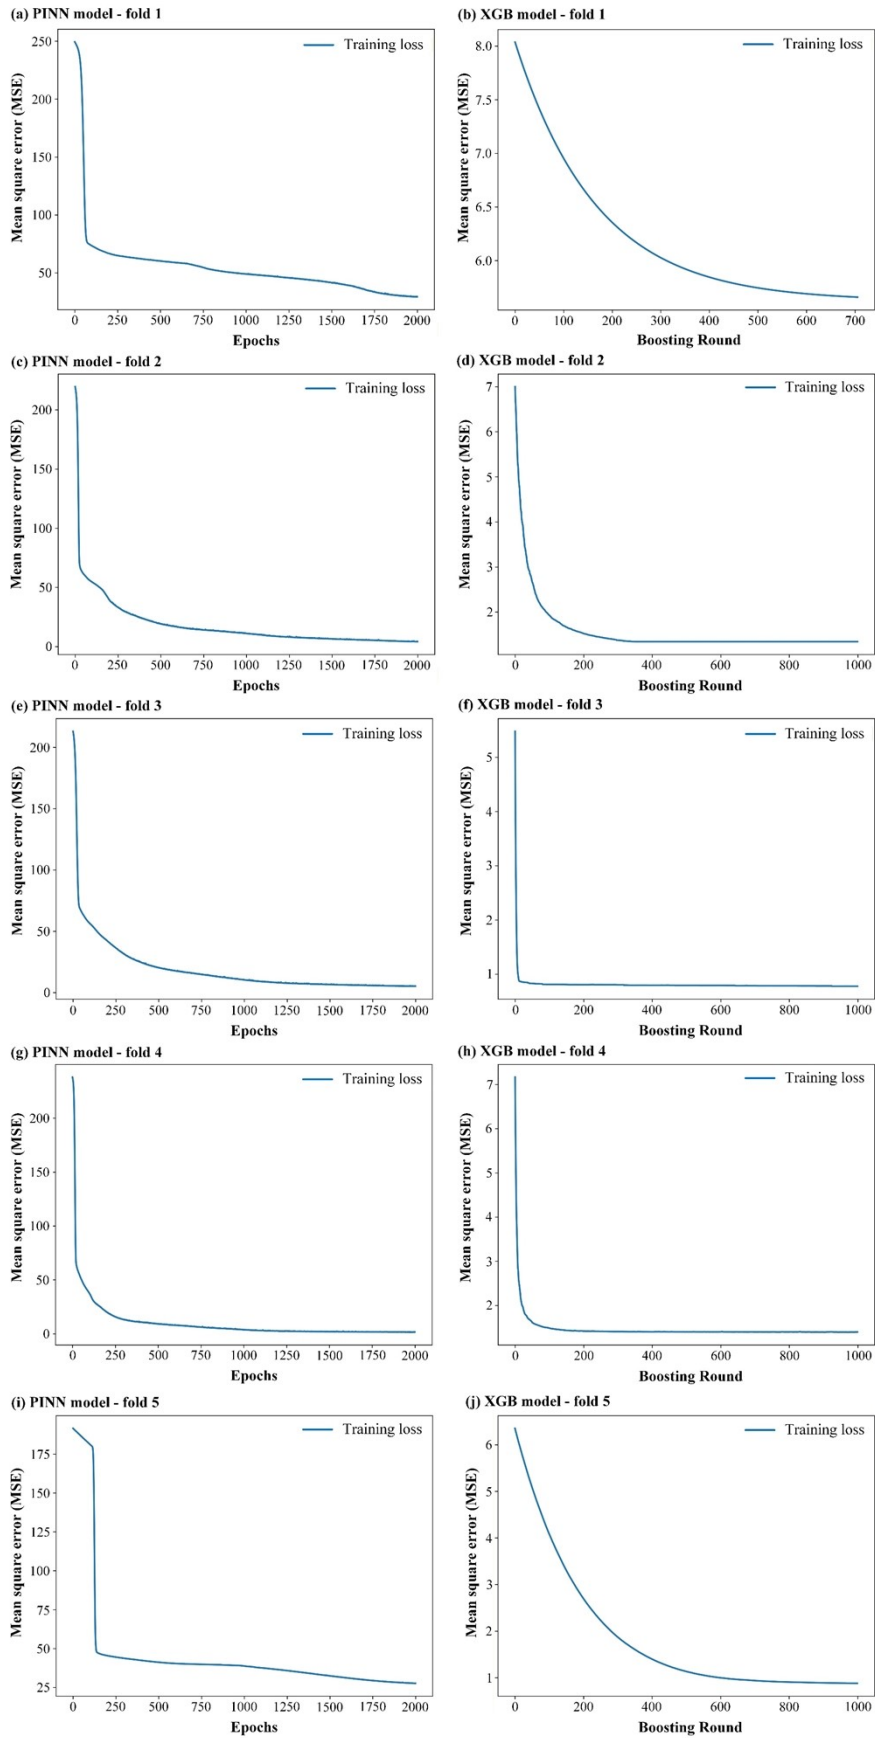 (a) PINN model - fold 1
Mean square error (MSE)
250
200
150
100
50
Training loss
0 250 500 750 1000 1250 1500 1750 2000
Epochs
(b) XGB model - fold 1
Mean square error (MSE)
8.0
7.5
7.0
6.5
6.0
Training loss
0 100 200 300 400 500 600 700
Boosting Round
(c) PINN model - fold 2
Mean square error (MSE)
200
150
100
50
0
Training loss
0 250 500 750 1000 1250 1500 1750 2000
Epochs
(d) XGB model - fold 2
Mean square error (MSE)
7
6
5
4
3
2
Training loss
0 200 400 600 800 1000
Boosting Round
(e) PINN model - fold 3
Mean square error (MSE)
200
150
100
50
0
Training loss
0 250 500 750 1000 1250 1500 1750 2000
Epochs
(f) XGB model - fold 3
Mean square error (MSE)
5
4
3
2
1
Training loss
0 200 400 600 800 1000
Boosting Round
(g) PINN model - fold 4
Mean square error (MSE)
200
150
100
50
0
Training loss
0 250 500 750 1000 1250 1500 1750 2000
Epochs
(h) XGB model - fold 4
Mean square error (MSE)
7
6
5
4
3
2
Training loss
0 200 400 600 800 1000
Boosting Round
(i) PINN model - fold 5
Mean square error (MSE)
175
150
125
100
75
50
25
Training loss
0 250 500 750 1000 1250 1500 1750 2000
Epochs
(j) XGB model - fold 5
Mean square error (MSE)
6
5
4
3
2
1
Training loss
0 200 400 600 800 1000
Boosting Round